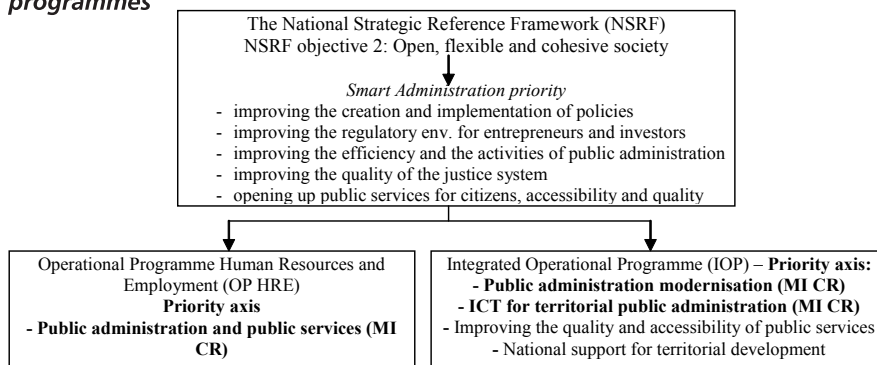 programmes
The National Strategic Reference Framework (NSRF)
NSRF objective 2: Open, flexible and cohesive society
Smart Administration priority
- improving the creation and implementation of policies
- improving the regulatory env. for entrepreneurs and investors
- improving the efficiency and the activities of public administration
- improving the quality of the justice system
- opening up public services for citizens, accessibility and quality
Operational Programme Human Resources and
Employment (OP HRE)
Priority axis
- Public administration and public services (MI
CR)
Integrated Operational Programme (IOP) – Priority axis:
- Public administration modernisation (MI CR)
- ICT for territorial public administration (MI CR)
- Improving the quality and accessibility of public services
- National support for territorial development